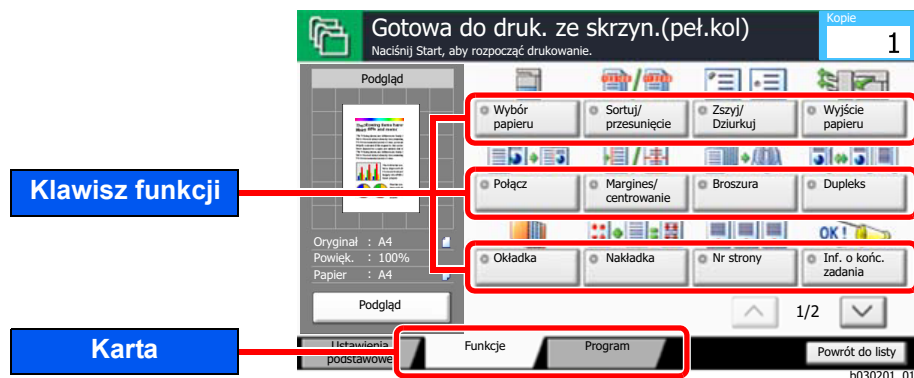 Gotowa do druk. ze skrzyn.(peł.kol)
Naciśnij Start, aby rozpocząć drukowanie.
Kopie
1
Podgląd
Wybór papieru
Sortuj/ przesunięcie
Zszyj/ Dziurkuj
Wyjście papieru
Klawisz funkcji
Połącz
Margines/ centrowanie
Broszura
Dupleks
OK!
Oryginał : A4
Powięk. : 100%
Papier : A4
Okładka
Nakładka
Nr strony
Inf. o końc. zadania
Podgląd
1/2
Karta
Ustawienia podstawowe
Funkcje
Program
Powrót do listy
b030201_01